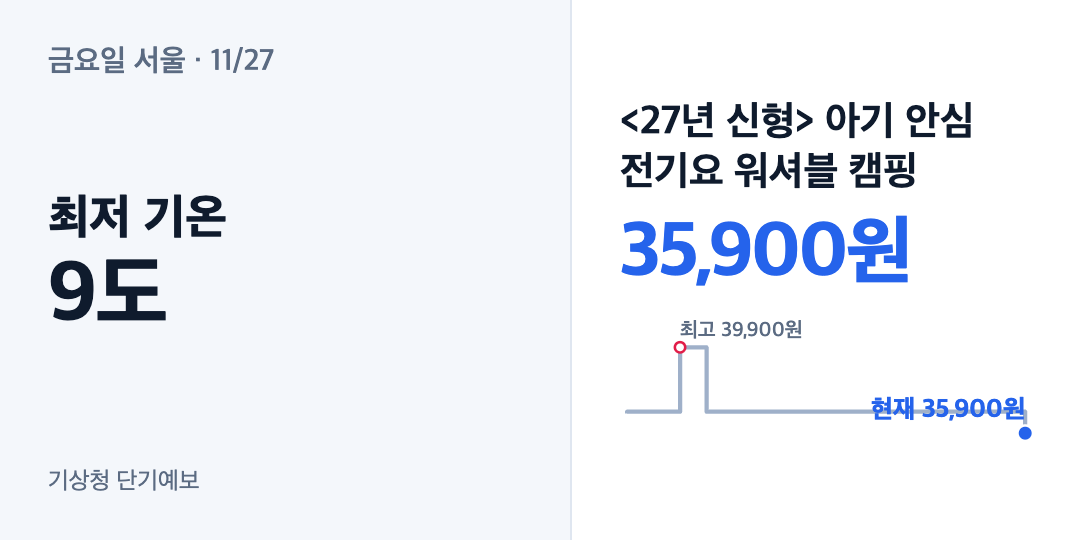 금요일 서울 · 11/27
최저 기온
9도
기상청 단기예보
<27년 신형> 아기 안심
전기요 워셔블 캠핑
35,900원
최고 39,900원
현재 35,900원